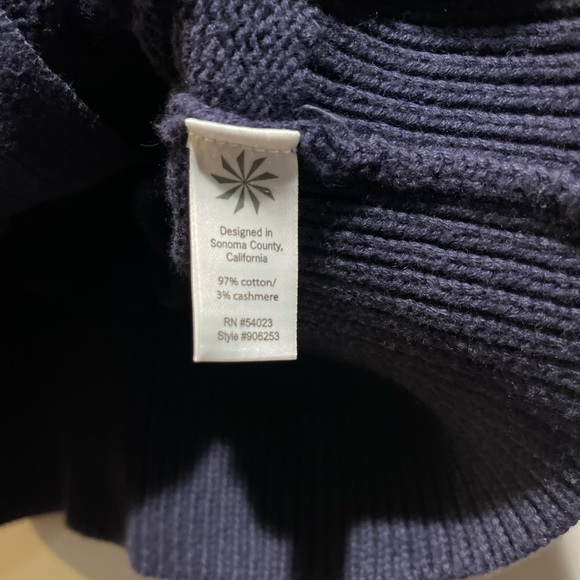 Designed in
Sonoma County,
California
97% cotton/
3% cashmere
RN #54023
Style #906253